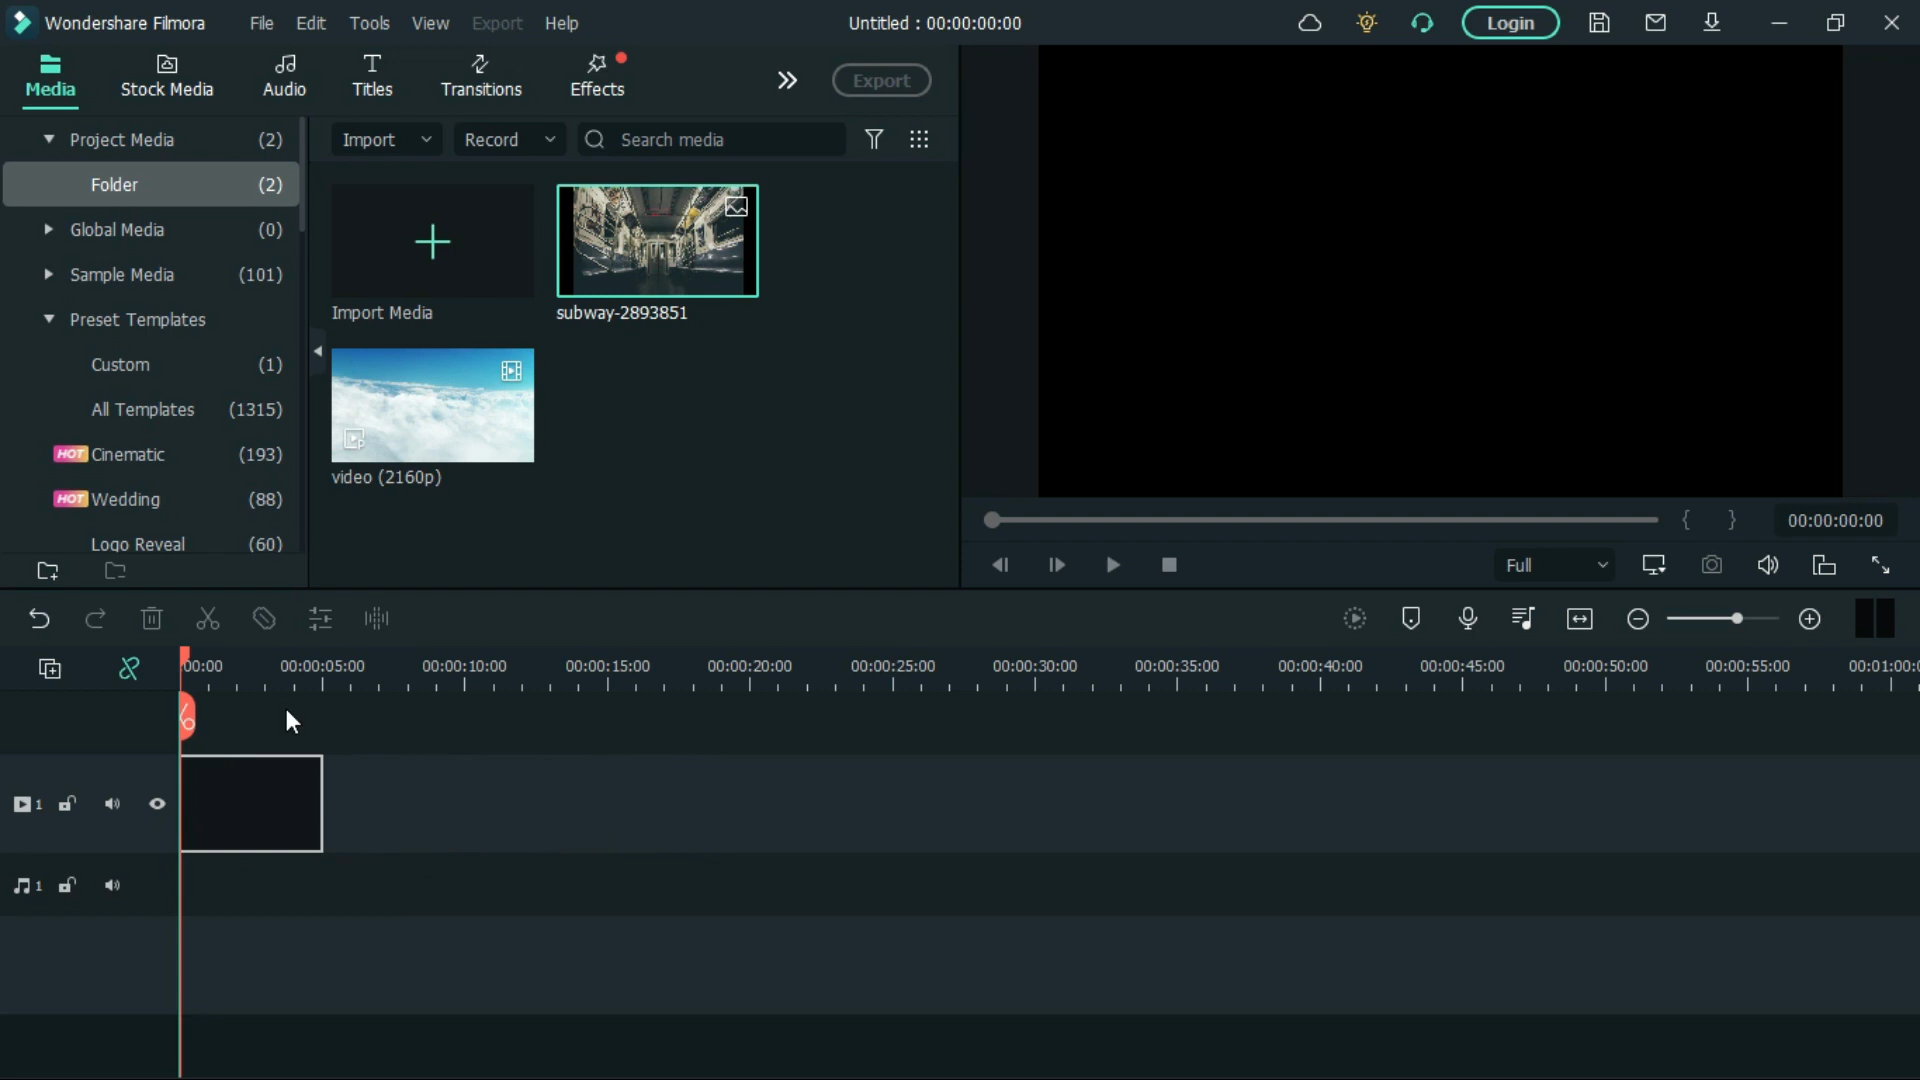 Wondershare Filmora File Edit Tools View Export Help Untitled : 00:00:00:00 Login
Media Stock Media Audio Titles Transitions Effects Export
Project Media (2)
Folder (2)
Global Media (0)
Sample Media (101)
Preset Templates
Custom (1)
All Templates (1315)
HOT Cinematic (193)
HOT Wedding (88)
Logo Reveal (60)
Import Record Search media
Import Media subway-2893851
video (2160p)
{ } 00:00:00:00
Full
00:00 00:00:05:00 00:00:10:00 00:00:15:00 00:00:20:00 00:00:25:00 00:00:30:00 00:00:35:00 00:00:40:00 00:00:45:00 00:00:50:00 00:00:55:00 00:01:00:0
1
1